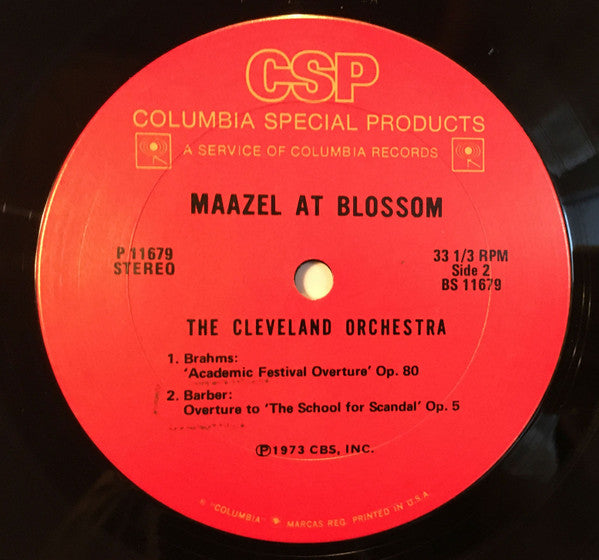 CSP
COLUMBIA SPECIAL PRODUCTS
A SERVICE OF COLUMBIA RECORDS
MAAZEL AT BLOSSOM
P 11679
STEREO
33 1/3 RPM
Side 2
BS 11679
THE CLEVELAND ORCHESTRA
1. Brahms:
'Academic Festival Overture' Op. 80
2. Barber:
Overture to 'The School for Scandal' Op. 5
℗1973 CBS, INC.
® "COLUMBIA" MARCAS REG. PRINTED IN U.S.A.